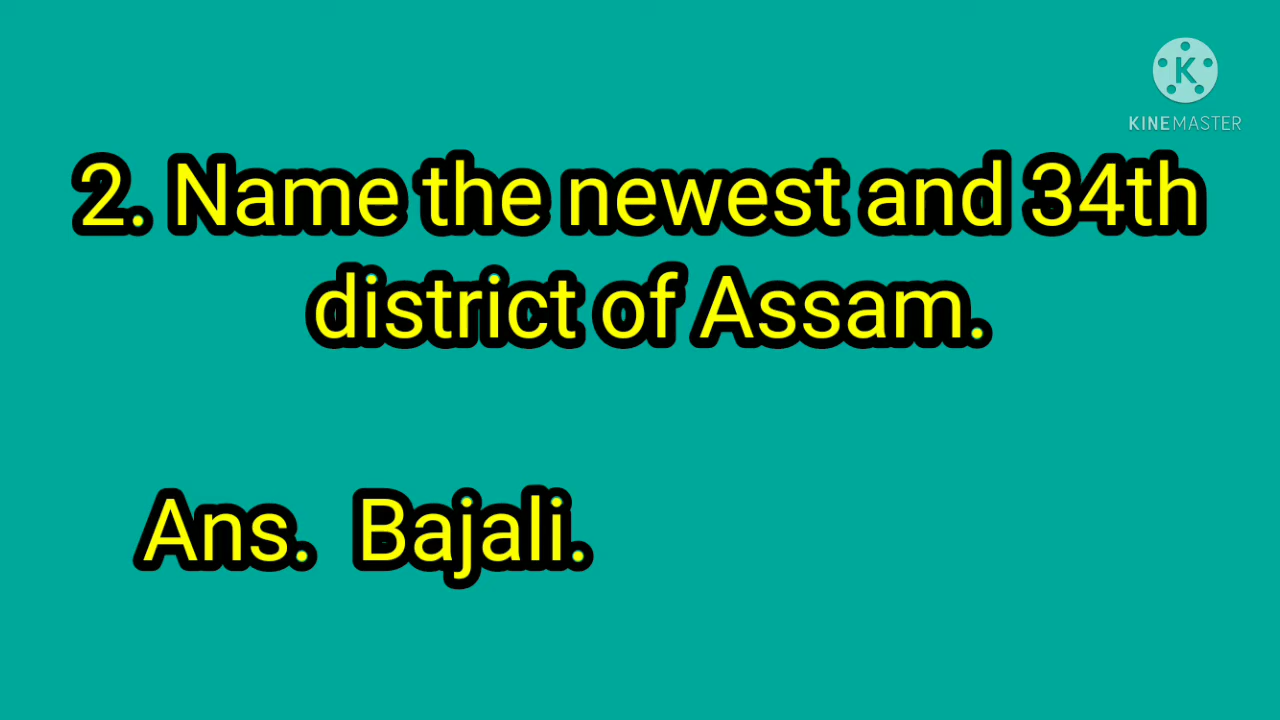 K
KINEMASTER
2. Name the newest and 34th
district of Assam.
Ans. Bajali.